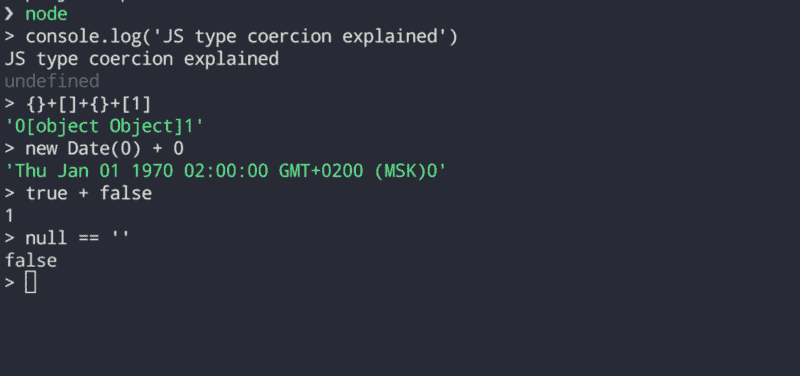 ❯ node
> console.log('JS type coercion explained')
JS type coercion explained
undefined
> {}+[]+{}+[1]
'0[object Object]1'
> new Date(0) + 0
'Thu Jan 01 1970 02:00:00 GMT+0200 (MSK)0'
> true + false
1
> null == ''
false
>